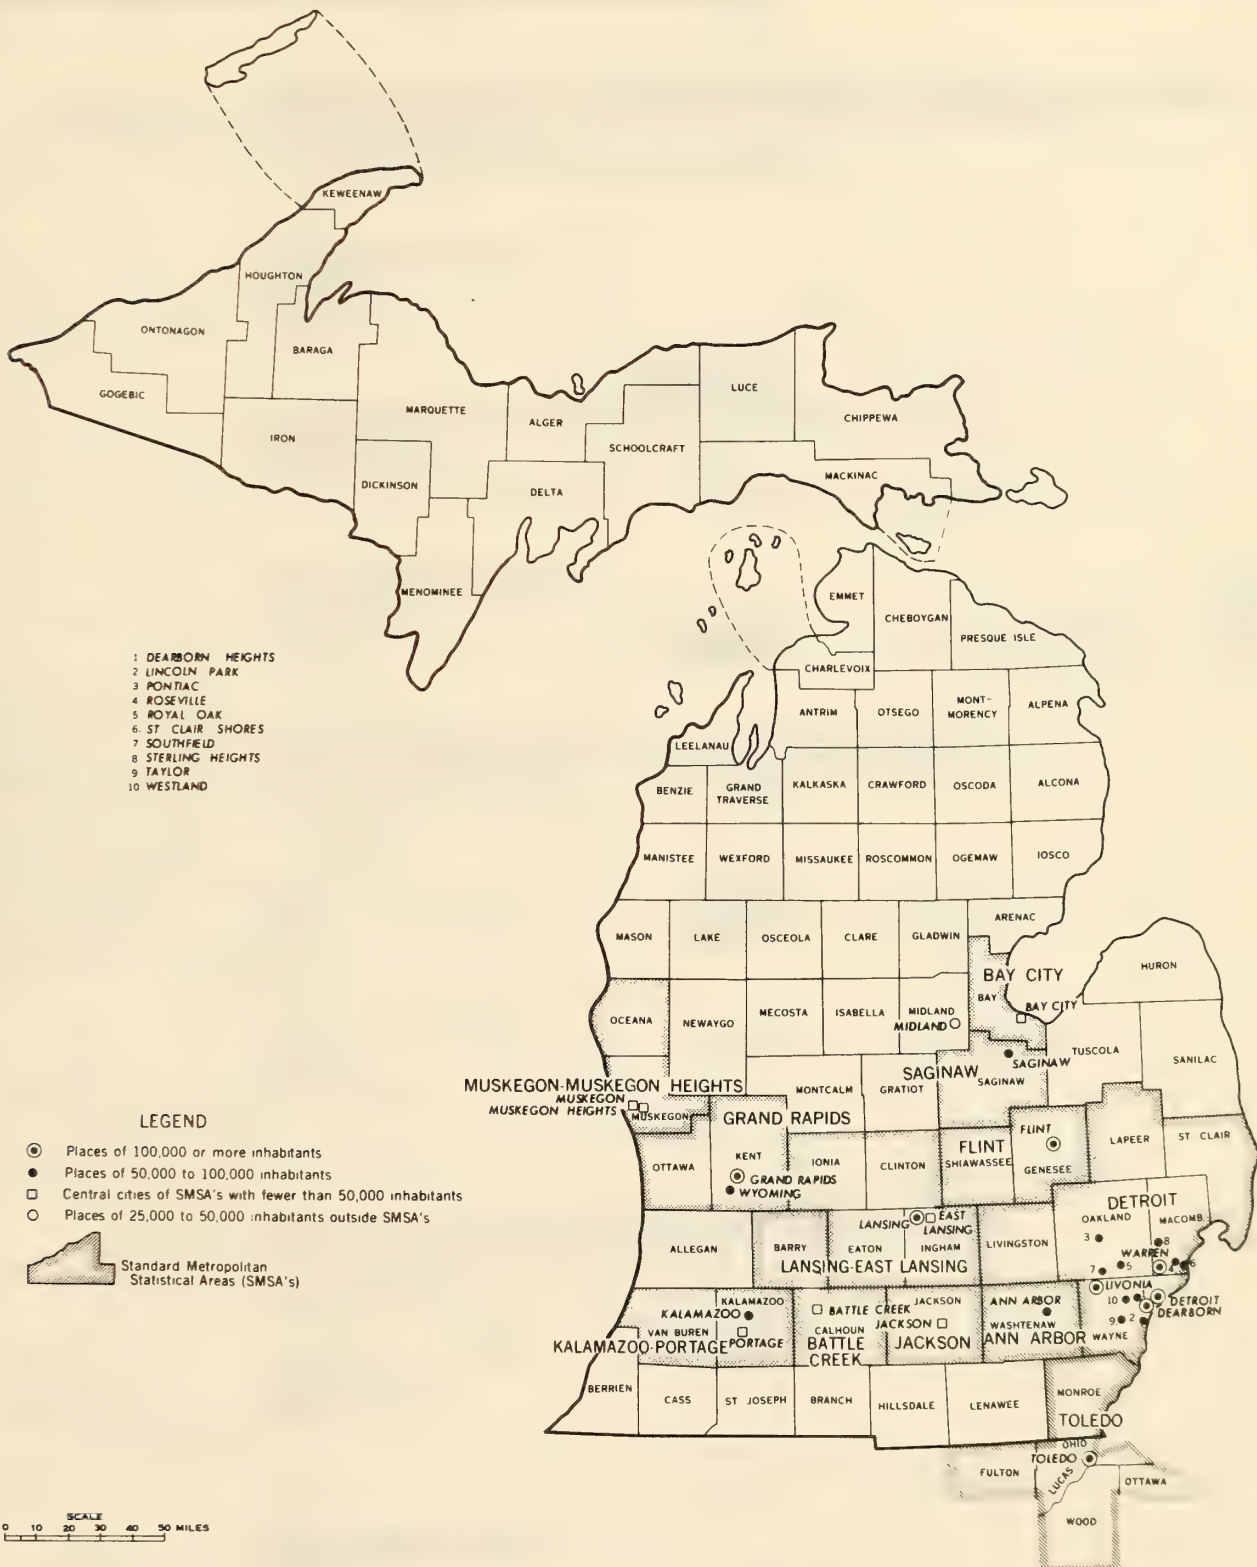 KEWEENAW
HOUGHTON
ONTONAGON
BARAGA
GOGEBIC
LUCE
MARQUETTE
ALGER
CHIPPEWA
IRON
SCHOOLCRAFT
MACKINAC
DICKINSON
DELTA
MENOMINEE
EMMET
CHEBOYGAN
PRESQUE ISLE
1 DEARBORN HEIGHTS
2 LINCOLN PARK
3 PONTIAC
4 ROSEVILLE
5 ROYAL OAK
6. ST CLAIR SHORES
7 SOUTHFIELD
8 STERLING HEIGHTS
9 TAYLOR
10 WESTLAND
CHARLEVOIX
ANTRIM
OTSEGO
MONT-
MORENCY
ALPENA
LEELANAU
BENZIE
GRAND
TRAVERSE
KALKASKA
CRAWFORD
OSCODA
ALCONA
MANISTEE
WEXFORD
MISSAUKEE
ROSCOMMON
OGEMAW
IOSCO
ARENAC
MASON
LAKE
OSCEOLA
CLARE
GLADWIN
HURON
BAY CITY
BAY
BAY CITY
OCEANA
NEWAYGO
MECOSTA
ISABELLA
MIDLAND
MIDLAND
TUSCOLA
SANILAC
SAGINAW
SAGINAW
SAGINAW
MUSKEGON-MUSKEGON HEIGHTS
MUSKEGON
MUSKEGON HEIGHTS
MUSKEGON
MONTCALM
GRATIOT
GRAND RAPIDS
FLINT
FLINT
SHIAWASSEE
GENESEE
LAPEER
ST CLAIR
OTTAWA
KENT
GRAND RAPIDS
WYOMING
IONIA
CLINTON
LEGEND
Places of 100,000 or more inhabitants
Places of 50,000 to 100,000 inhabitants
Central cities of SMSA's with fewer than 50,000 inhabitants
Places of 25,000 to 50,000 inhabitants outside SMSA's
Standard Metropolitan
Statistical Areas (SMSA's)
DETROIT
OAKLAND
MACOMB
LANSING
EAST
LANSING
ALLEGAN
BARRY
EATON
INGHAM
LIVINGSTON
LANSING-EAST LANSING
3
8
WARREN
7
5
4
6
LIVONIA
10
1
DETROIT
DEARBORN
9
2
WAYNE
KALAMAZOO
KALAMAZOO
VAN BUREN
PORTAGE
KALAMAZOO-PORTAGE
BATTLE CREEK
CALHOUN
BATTLE
CREEK
JACKSON
JACKSON
JACKSON
ANN ARBOR
WASHTENAW
ANN ARBOR
BERRIEN
CASS
ST JOSEPH
BRANCH
HILLSDALE
LENAWEE
MONROE
TOLEDO
OHIO
TOLEDO
FULTON
LUCAS
OTTAWA
WOOD
SCALE
0 10 20 30 40 50 MILES